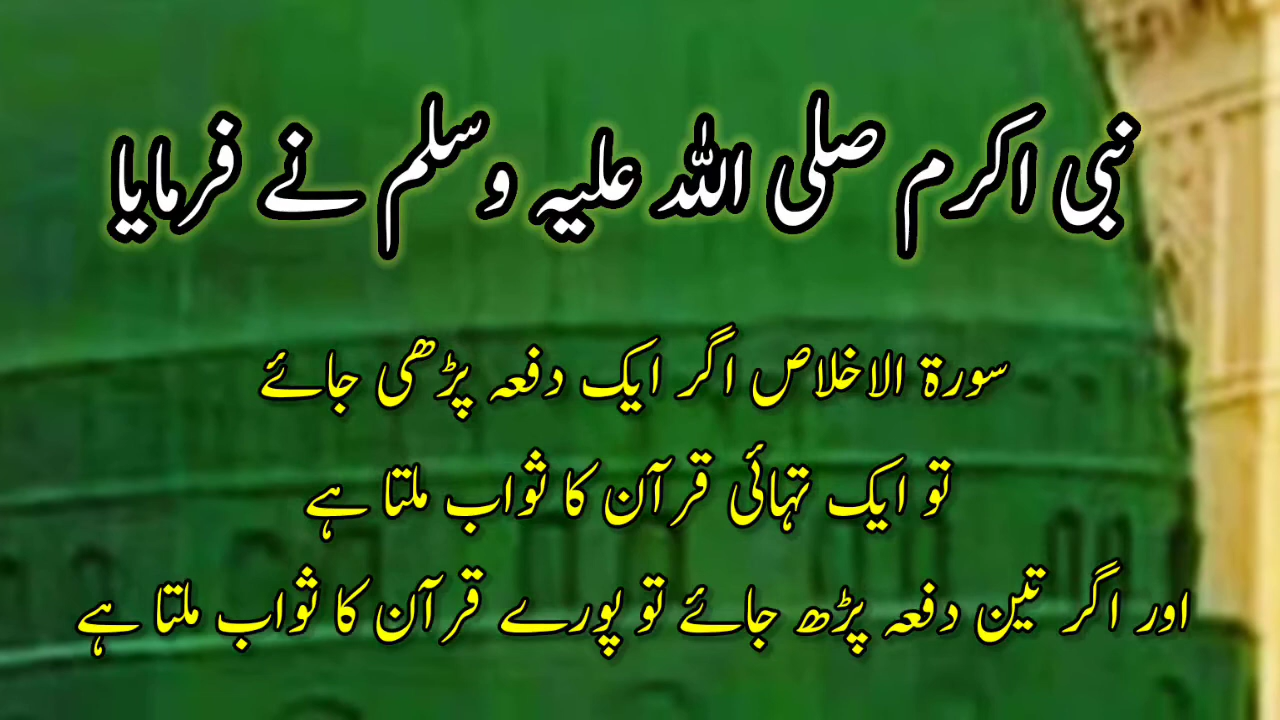 نبی اکرم صلی اللہ علیہ وسلم نے فرمایا
سورۃ الاخلاص اگر ایک دفعہ پڑھی جائے
تو ایک تہائی قرآن کا ثواب ملتا ہے
اور اگر تین دفعہ پڑھ جائے تو پورے قرآن کا ثواب ملتا ہے